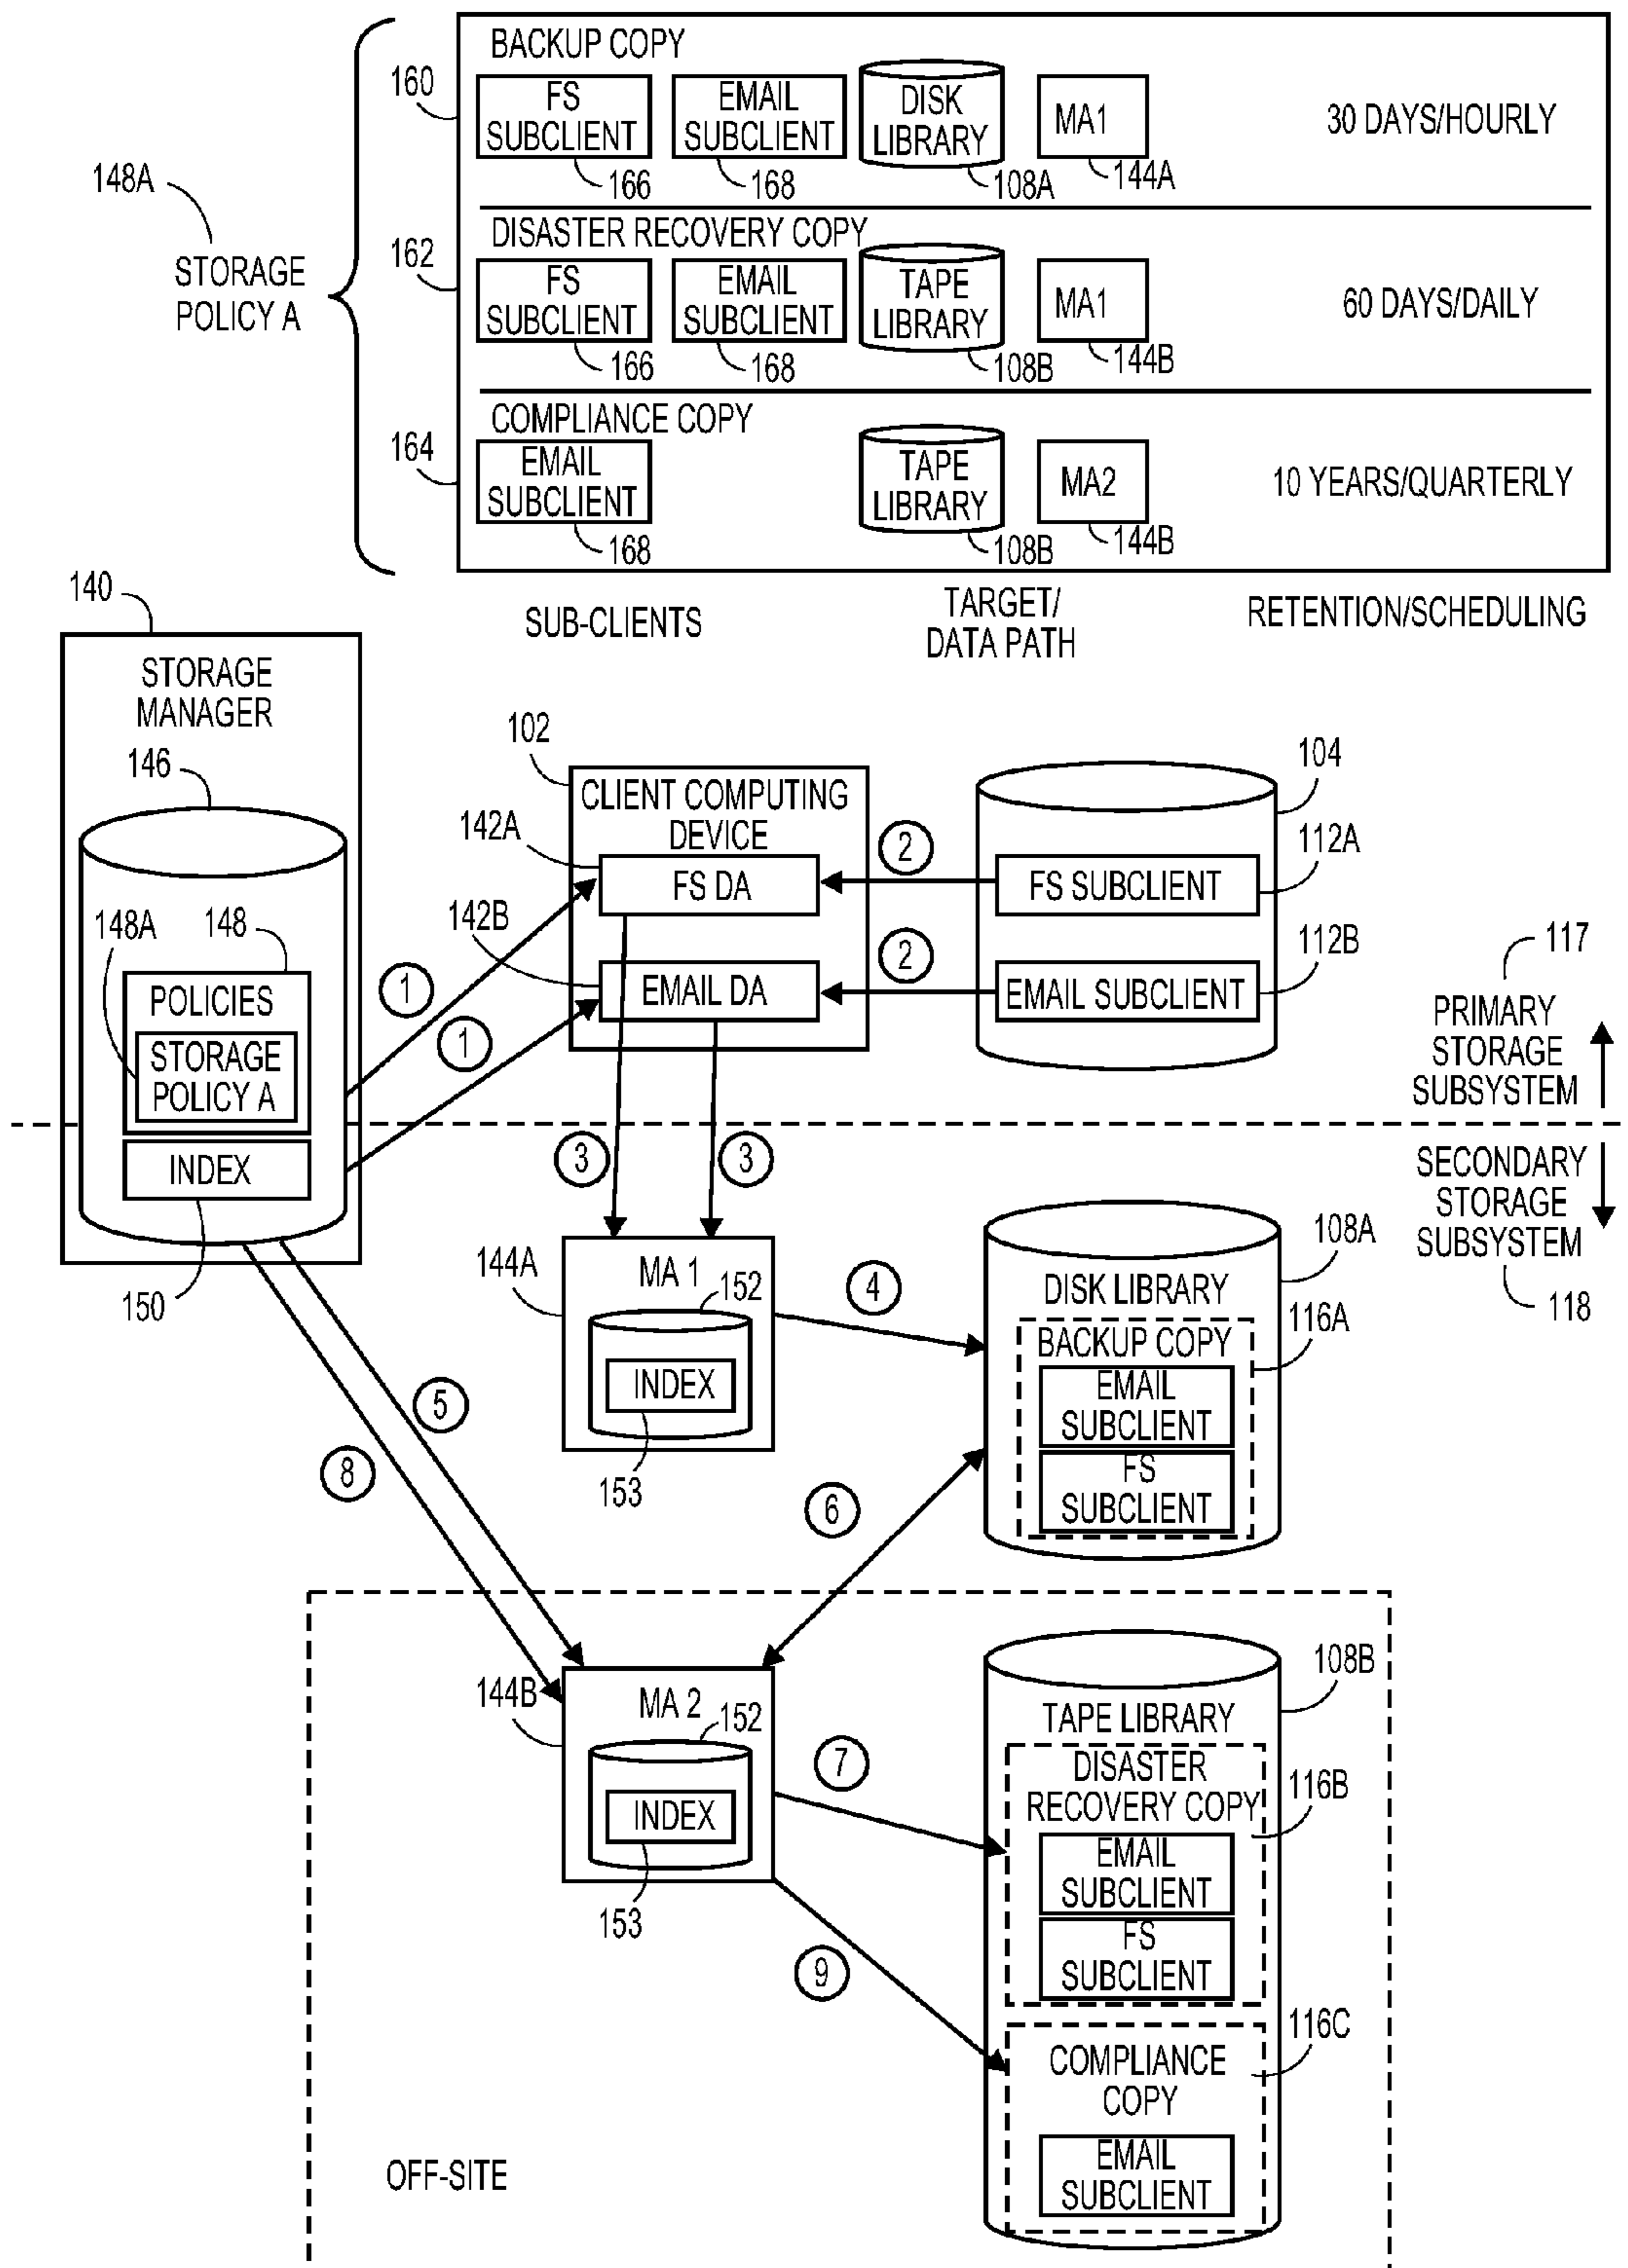 BACKUP COPY
160
FS
SUBCLIENT
166
EMAIL
SUBCLIENT
168
DISK
LIBRARY
108A
MA1
144A
30 DAYS/HOURLY
148A
STORAGE
POLICY A
DISASTER RECOVERY COPY
162
FS
SUBCLIENT
166
EMAIL
SUBCLIENT
168
TAPE
LIBRARY
108B
MA1
144B
60 DAYS/DAILY
COMPLIANCE COPY
164
EMAIL
SUBCLIENT
168
TAPE
LIBRARY
108B
MA2
144B
10 YEARS/QUARTERLY
SUB-CLIENTS
TARGET/
DATA PATH
RETENTION/SCHEDULING
140
STORAGE
MANAGER
146
148A
148
POLICIES
STORAGE
POLICY A
INDEX
150
102
CLIENT COMPUTING
DEVICE
142A
FS DA
142B
EMAIL DA
1
1
2
2
104
FS SUBCLIENT
112A
EMAIL SUBCLIENT
112B
117
PRIMARY
STORAGE
SUBSYSTEM
SECONDARY
STORAGE
SUBSYSTEM
118
3
3
144A
MA 1
152
INDEX
153
4
108A
DISK LIBRARY
116A
BACKUP COPY
EMAIL
SUBCLIENT
FS
SUBCLIENT
5
8
6
144B
MA 2
152
INDEX
153
7
9
108B
TAPE LIBRARY
DISASTER
RECOVERY COPY
116B
EMAIL
SUBCLIENT
FS
SUBCLIENT
116C
COMPLIANCE
COPY
EMAIL
SUBCLIENT
OFF-SITE